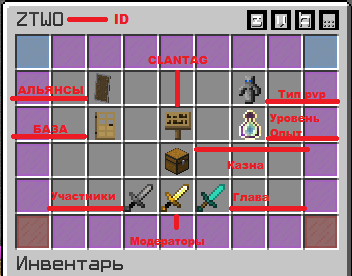 ZTWO ID
CLANTAG
АЛЬЯНСЫ
Тип pvp
БАЗА
Уровень
Опыт
Казна
Участники
Глава
Модераторы
Инвентарь